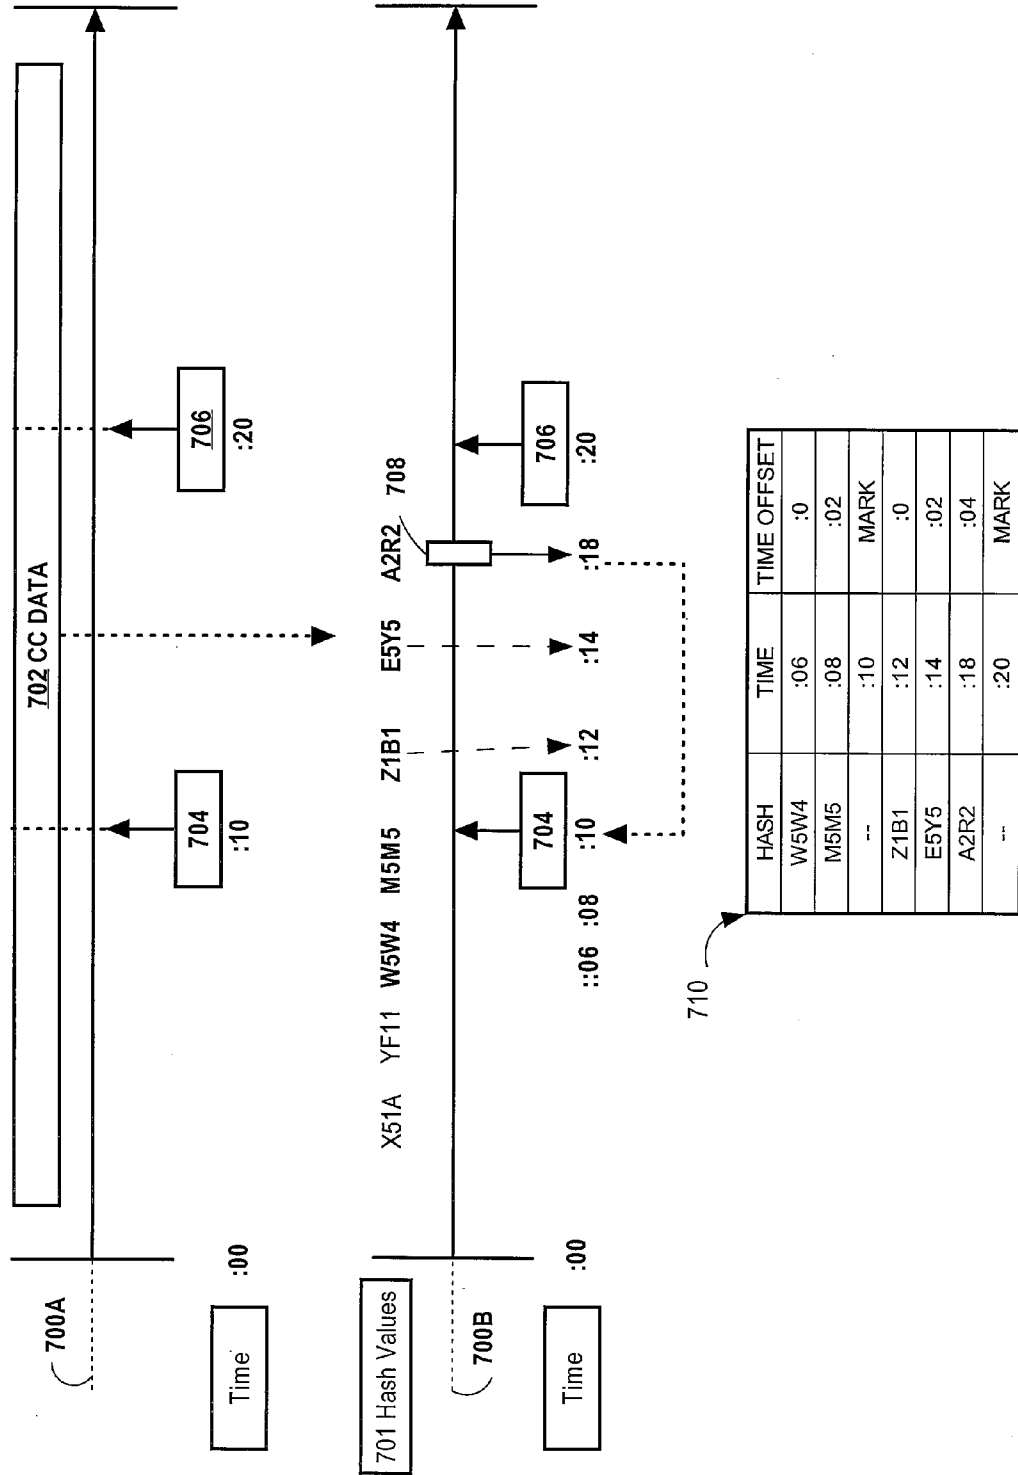 702 CC DATA
700A
704
706
Time
:00
:10
:20
701 Hash Values
X51A YF11 W5W4 M5M5 Z1B1 E5Y5 A2R2 708
700B
704
706
Time
:00
::06 :08 :10 :12 :14 :18 :20
710
HASH TIME TIME OFFSET
W5W4 :06 :0
M5M5 :08 :02
-- :10 MARK
Z1B1 :12 :0
E5Y5 :14 :02
A2R2 :18 :04
-- :20 MARK